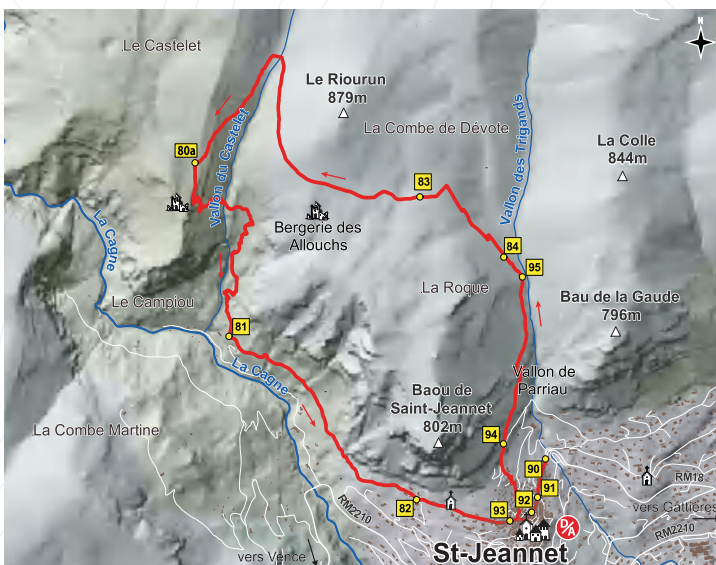 Le Castelet
Le Riourun
879m
La Combe de Dévote
Vallon des Trigands
La Colle
844m
80a
Vallon du Castelet
83
La Cagne
Bergerie des
Allouchs
84
95
La Roque
Le Campiou
Bau de la Gaude
796m
81
La Cagne
Vallon de
Parriau
Baou de
Saint-Jeannet
802m
La Combe Martine
94
90
91
RM18
82
92
93
vers Gattières
RM2210
RM2210
D/A
vers Vence
St-Jeannet